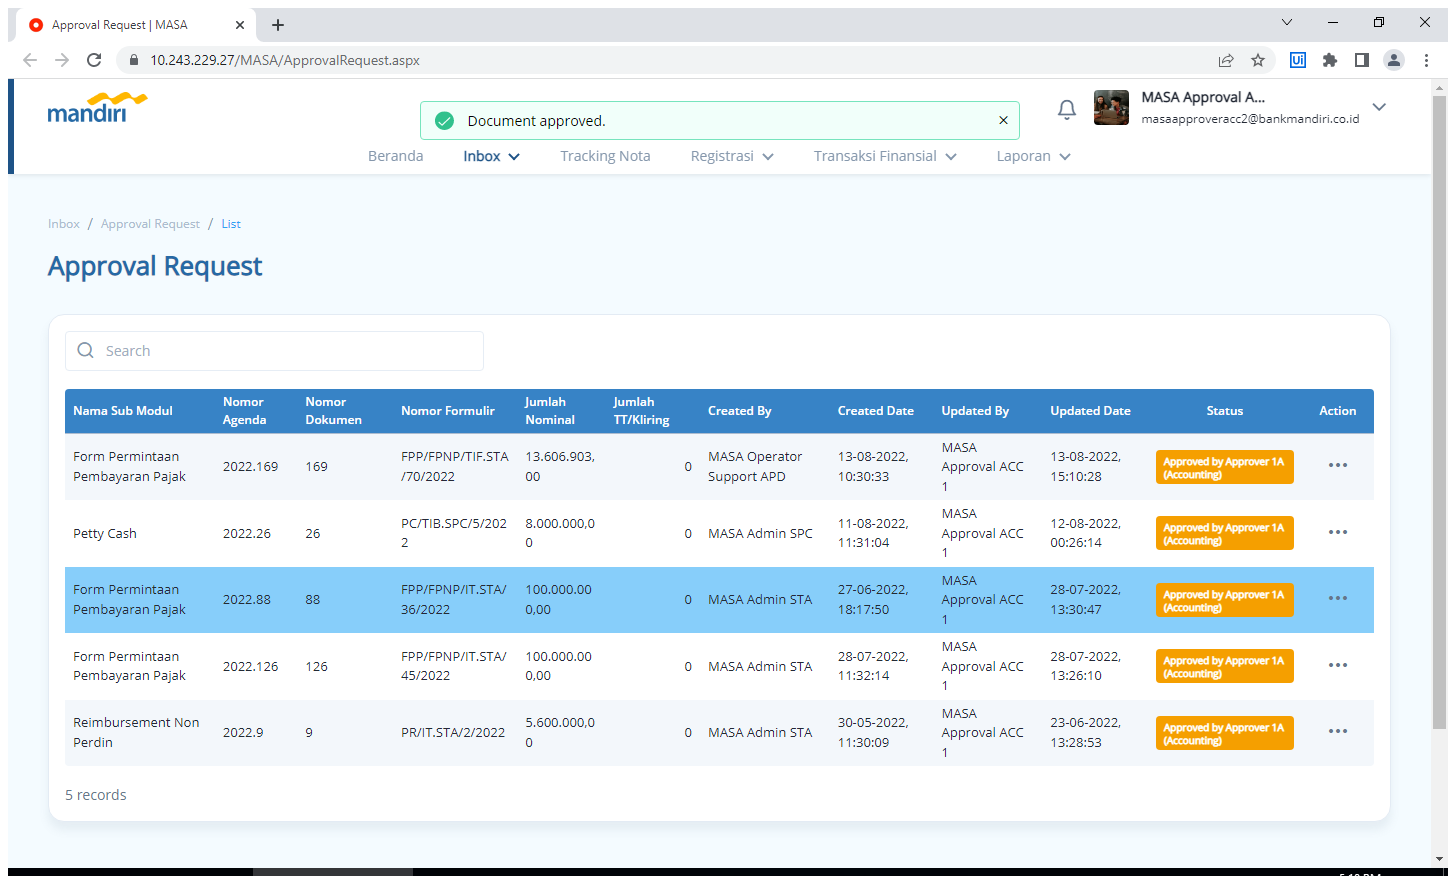 Approval Request | MASA
10.243.229.27/MASA/ApprovalRequest.aspx
Ui
mandiri
Document approved.
MASA Approval A...
masaapproveracc2@bankmandiri.co.id
Beranda Inbox Tracking Nota Registrasi Transaksi Finansial Laporan
Inbox / Approval Request / List
Approval Request
Search
Nama Sub Modul Nomor Agenda Nomor Dokumen Nomor Formulir Jumlah Nominal Jumlah TT/Kliring Created By Created Date Updated By Updated Date Status Action
Form Permintaan Pembayaran Pajak 2022.169 169 FPP/FPNP/TIF.STA/70/2022 13.606.903,00 0 MASA Operator Support APD 13-08-2022, 10:30:33 MASA Approval ACC 1 13-08-2022, 15:10:28 Approved by Approver 1A (Accounting)
Petty Cash 2022.26 26 PC/TIB.SPC/5/2022 8.000.000,00 0 MASA Admin SPC 11-08-2022, 11:31:04 MASA Approval ACC 1 12-08-2022, 00:26:14 Approved by Approver 1A (Accounting)
Form Permintaan Pembayaran Pajak 2022.88 88 FPP/FPNP/IT.STA/36/2022 100.000.000,00 0 MASA Admin STA 27-06-2022, 18:17:50 MASA Approval ACC 1 28-07-2022, 13:30:47 Approved by Approver 1A (Accounting)
Form Permintaan Pembayaran Pajak 2022.126 126 FPP/FPNP/IT.STA/45/2022 100.000.000,00 0 MASA Admin STA 28-07-2022, 11:32:14 MASA Approval ACC 1 28-07-2022, 13:26:10 Approved by Approver 1A (Accounting)
Reimbursement Non Perdin 2022.9 9 PR/IT.STA/2/2022 5.600.000,00 0 MASA Admin STA 30-05-2022, 11:30:09 MASA Approval ACC 1 23-06-2022, 13:28:53 Approved by Approver 1A (Accounting)
5 records